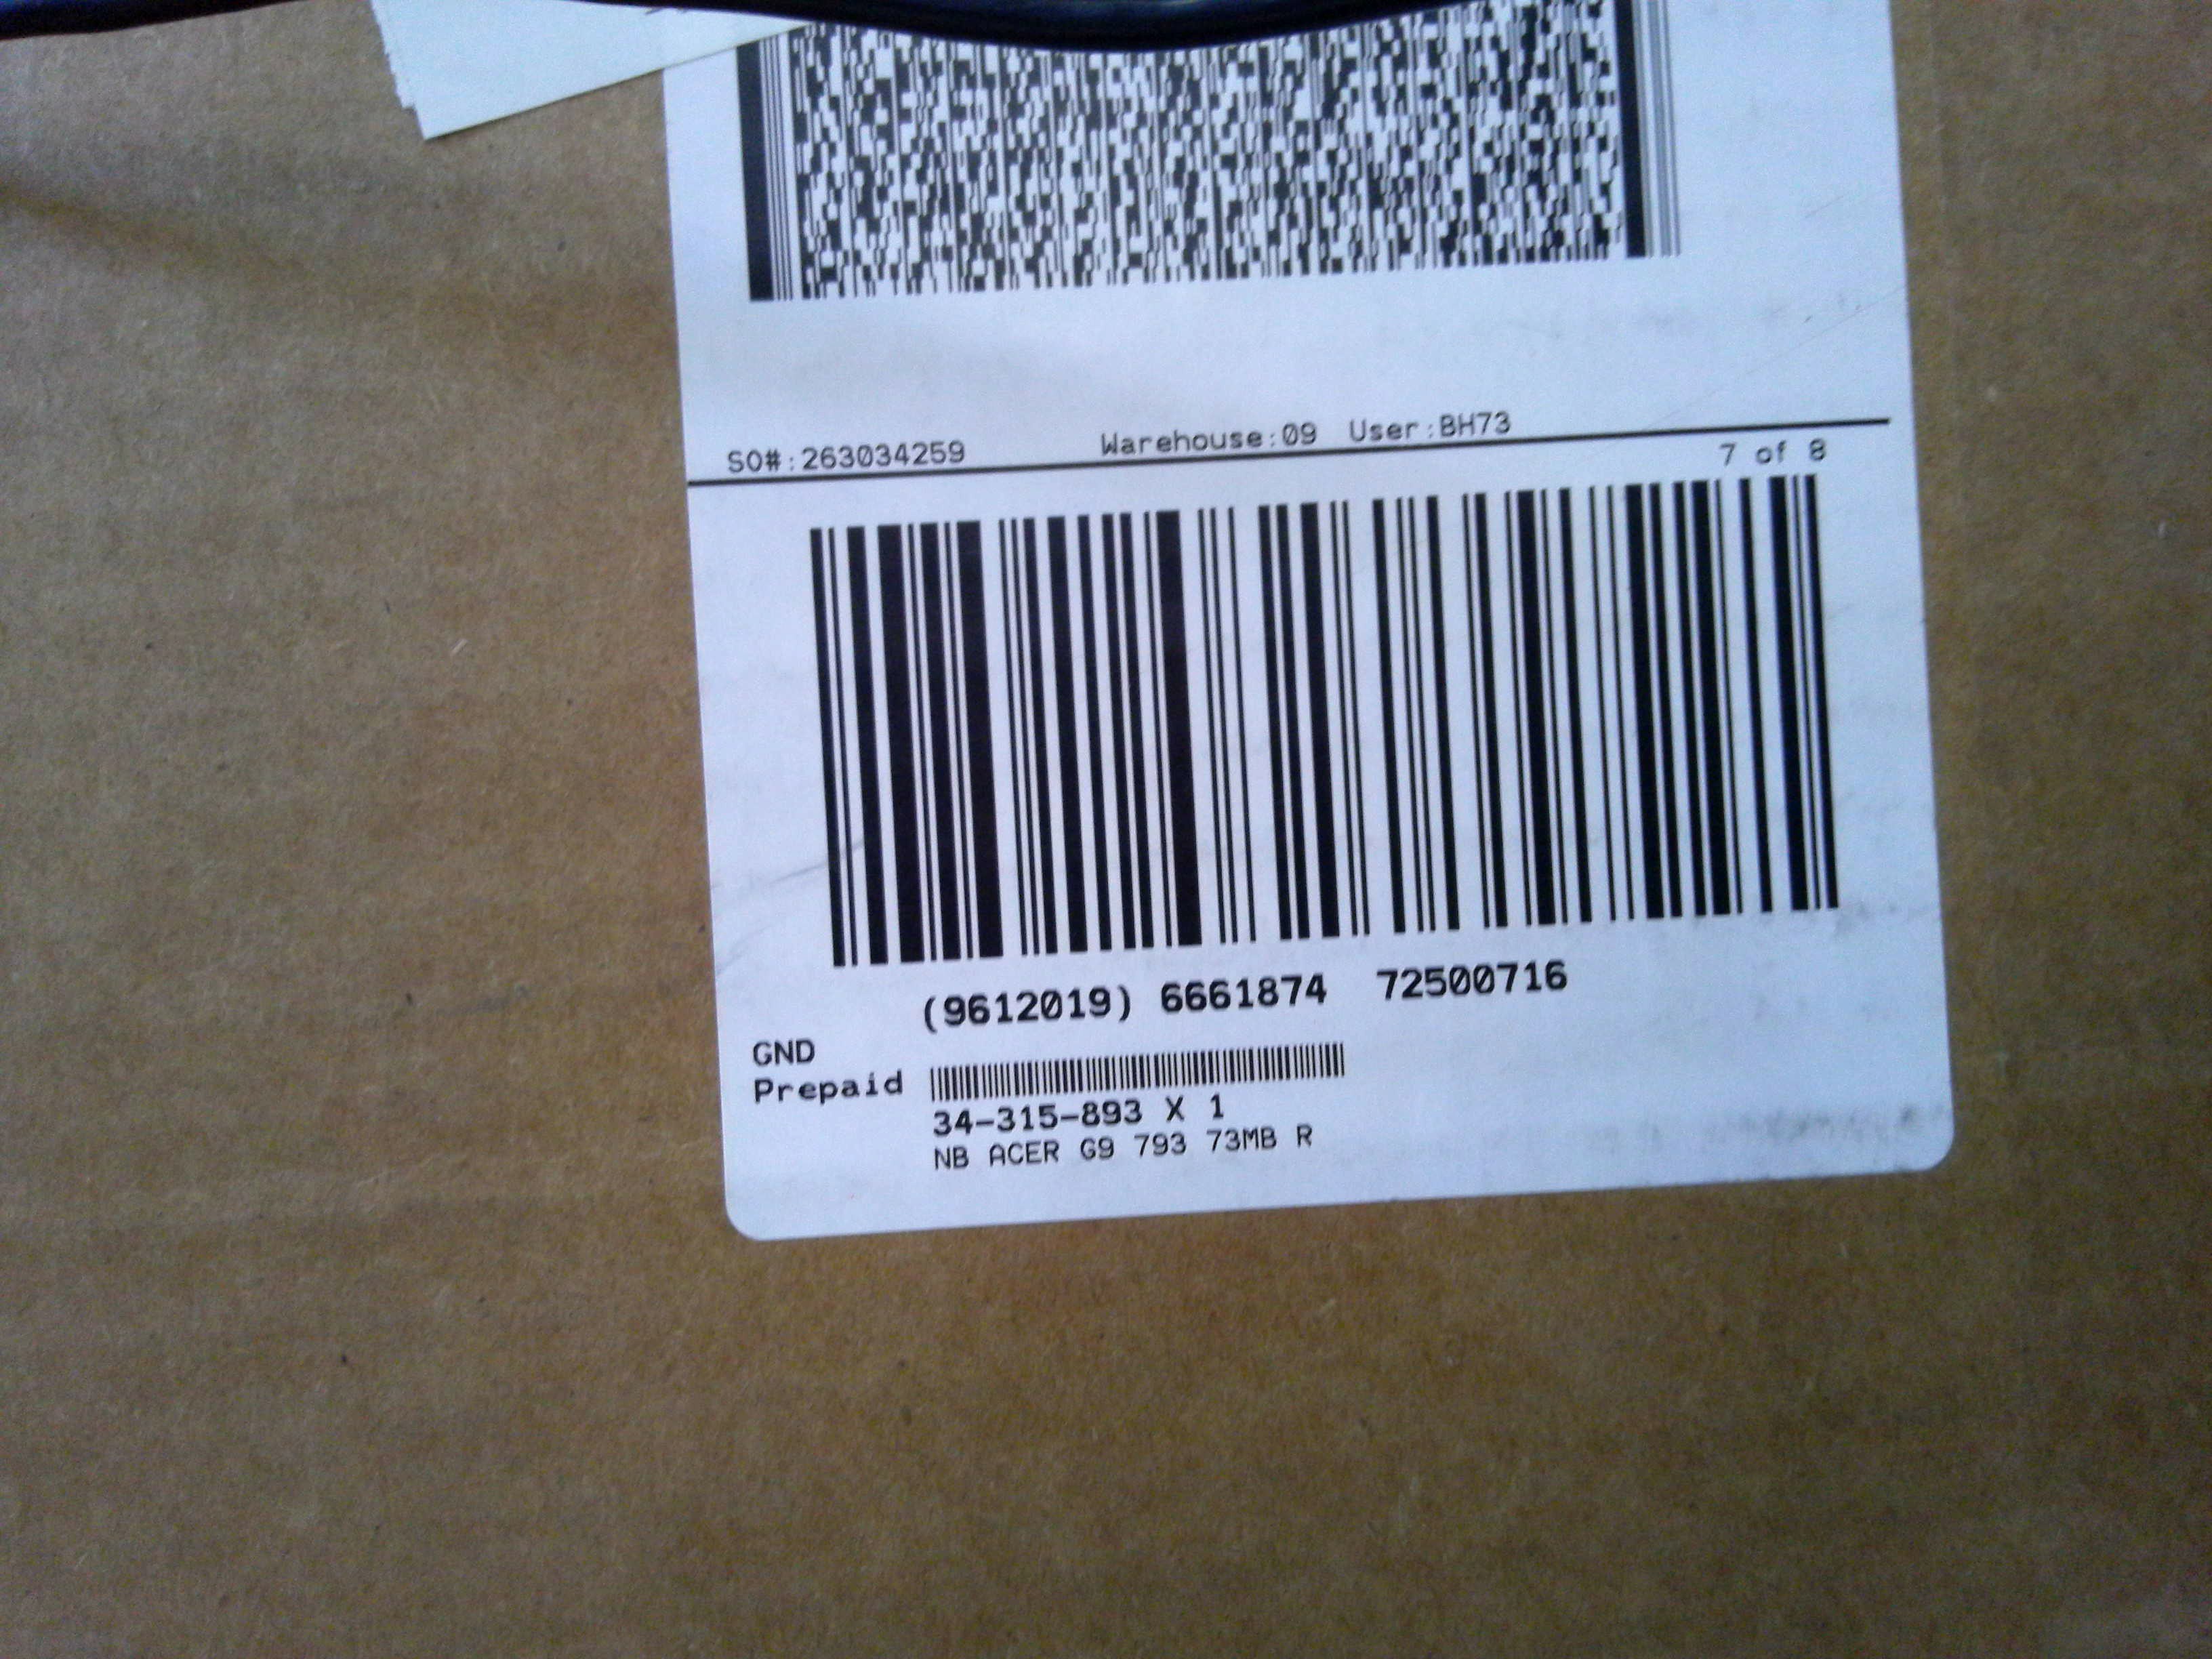 SO#:263034259 Warehouse:09 User:BH73
7 of 8
(9612019) 6661874 72500716
GND
Prepaid
34-315-893 X 1
NB ACER G9 793 73MB R